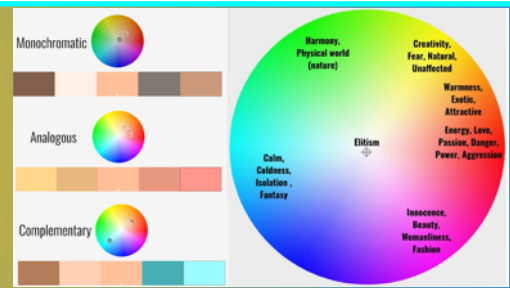 Monochromatic
Analogous
Complementary
Harmony,
Physical world
(nature)
Creativity,
Fear, Natural,
Unaffected
Warmness,
Exotic,
Attractive
Energy, Love,
Passion, Danger,
Power, Aggression
Elitism
Calm,
Coldness,
Isolation ,
Fantasy
Innocence,
Beauty,
Womanliness,
Fashion